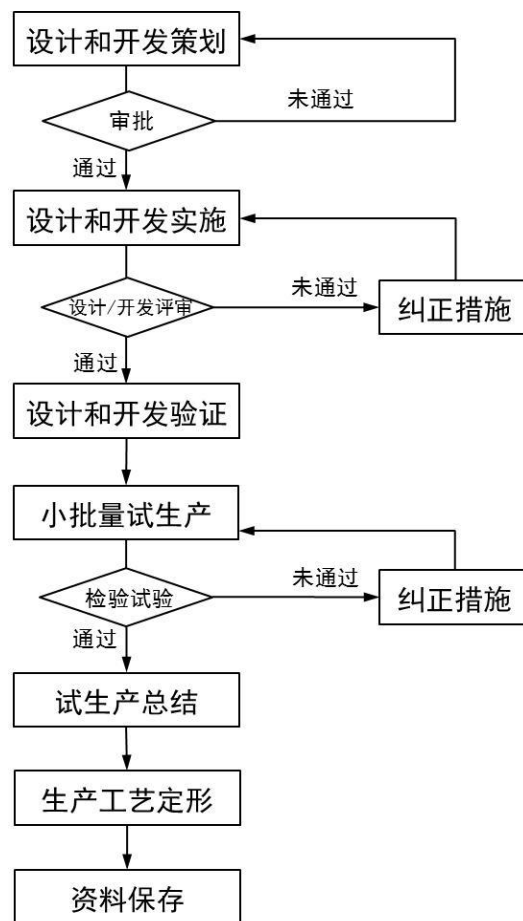 设计和开发策划
未通过
审批
通过
设计和开发实施
未通过
设计/开发评审
纠正措施
通过
设计和开发验证
小批量试生产
未通过
检验试验
纠正措施
通过
试生产总结
生产工艺定形
资料保存